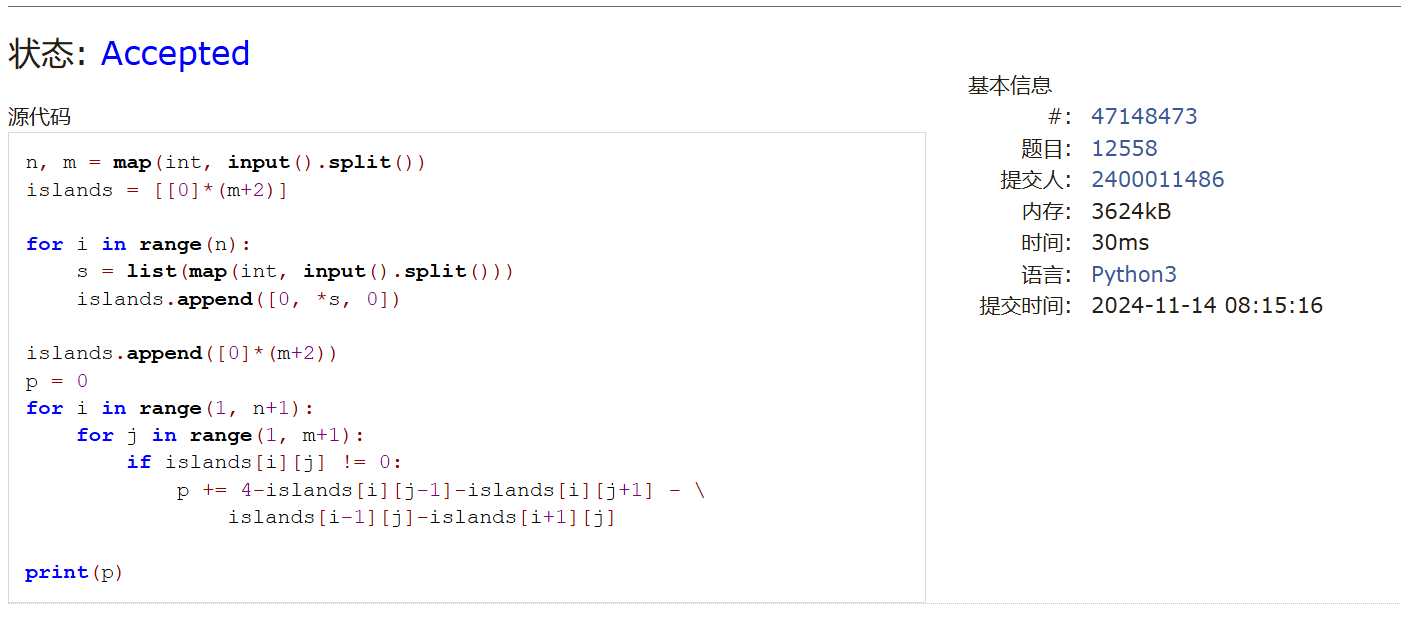 状态: Accepted
源代码
n, m = map(int, input().split())
islands = [[0]*(m+2)]
for i in range(n):
    s = list(map(int, input().split()))
    islands.append([0, *s, 0])
islands.append([0]*(m+2))
p = 0
for i in range(1, n+1):
    for j in range(1, m+1):
        if islands[i][j] != 0:
            p += 4-islands[i][j-1]-islands[i][j+1] - \
                islands[i-1][j]-islands[i+1][j]
print(p)
基本信息
#: 47148473
题目: 12558
提交人: 2400011486
内存: 3624kB
时间: 30ms
语言: Python3
提交时间: 2024-11-14 08:15:16